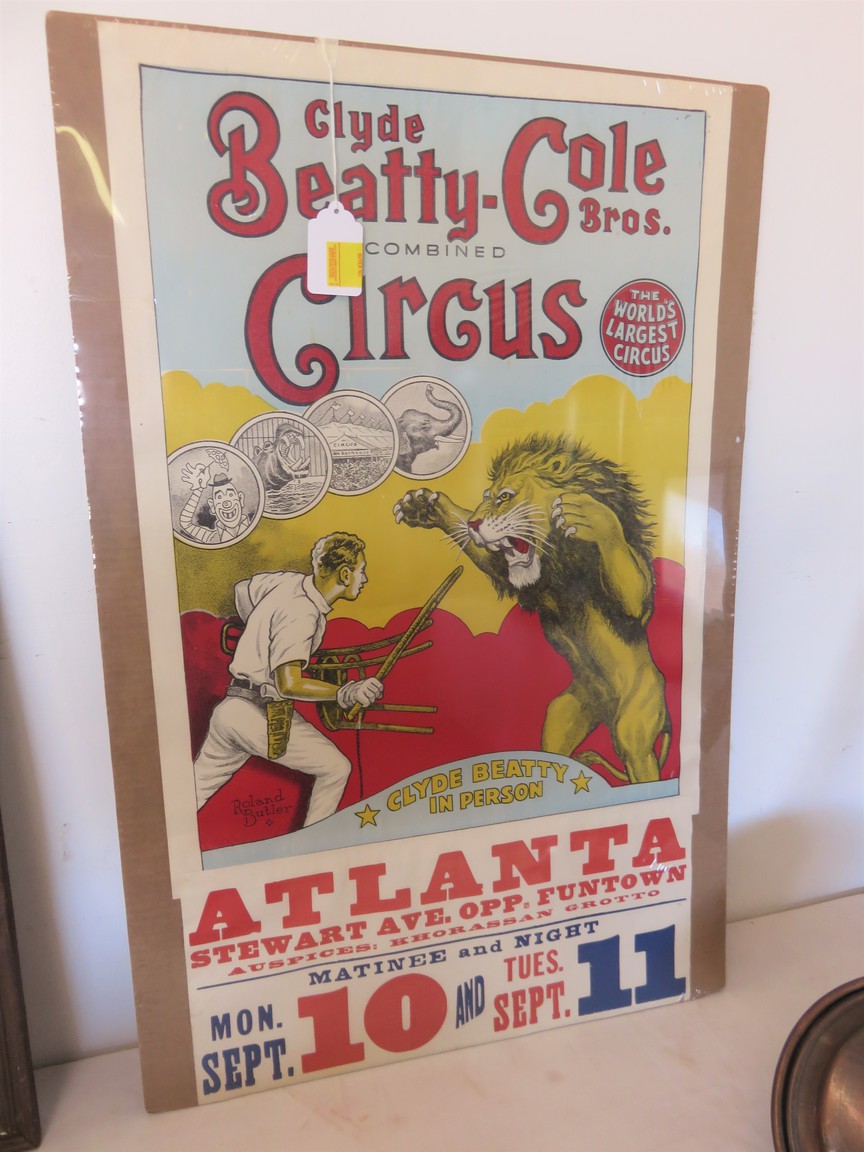 Clyde
Beatty-Cole
Bros.
COMBINED
Circus
THE
WORLD'S
LARGEST
CIRCUS
CIRCUS
CLYDE BEATTY
IN PERSON
Roland
Butler
ATLANTA
STEWART AVE. OPP. FUNTOWN
AUSPICES: KHORASSAN GROTTO
MATINEE and NIGHT
MON.
SEPT. 10 AND TUES.
SEPT. 11